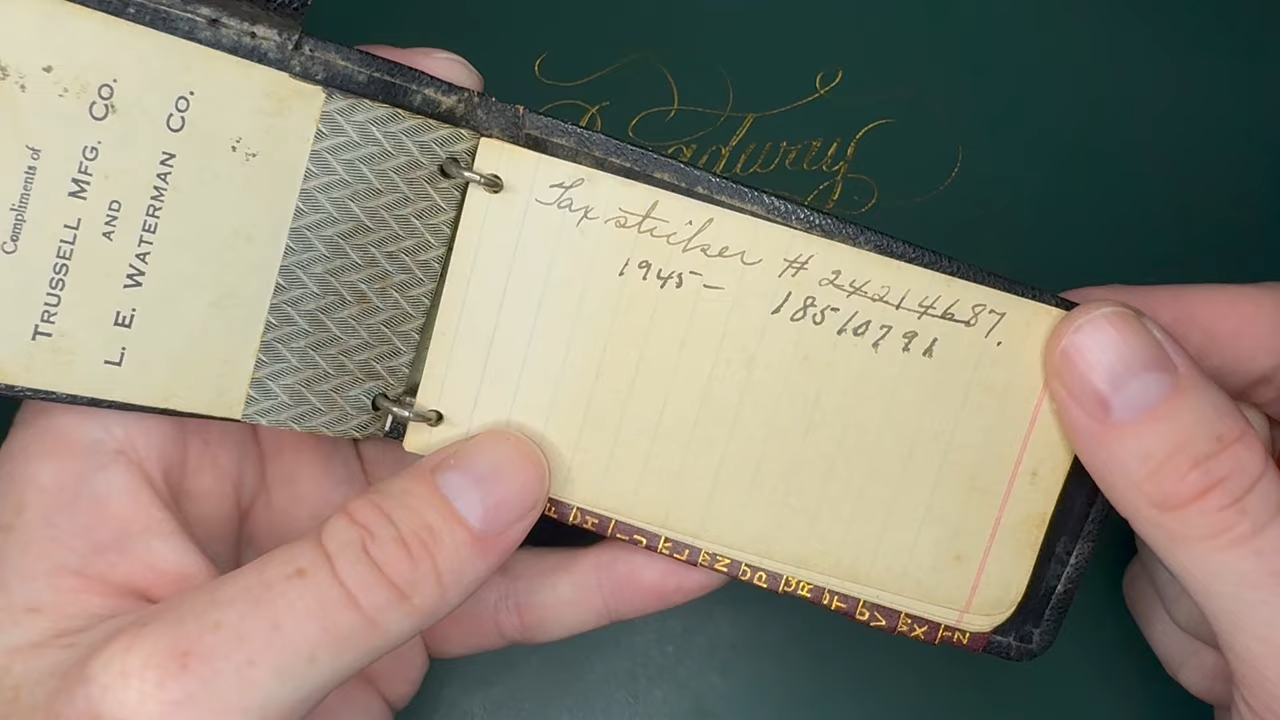 Compliments of
TRUSSELL MFG. CO.
AND
L. E. WATERMAN CO.
Tax sticker # 24214687.
1945- 18510791